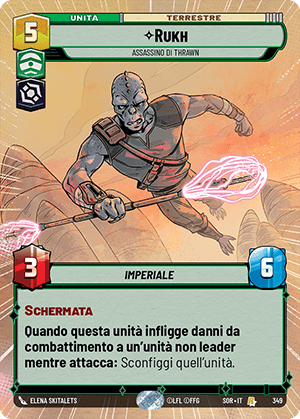 UNITÀ
TERRESTRE
5
✧RUKH
ASSASSINO DI THRAWN
3
IMPERIALE
6
SCHERMATA
Quando questa unità infligge danni da
combattimento a un'unità non leader
mentre attacca: Sconfiggi quell'unità.
ELENA SKITALETS
©LFL ©FFG
SOR • IT
349